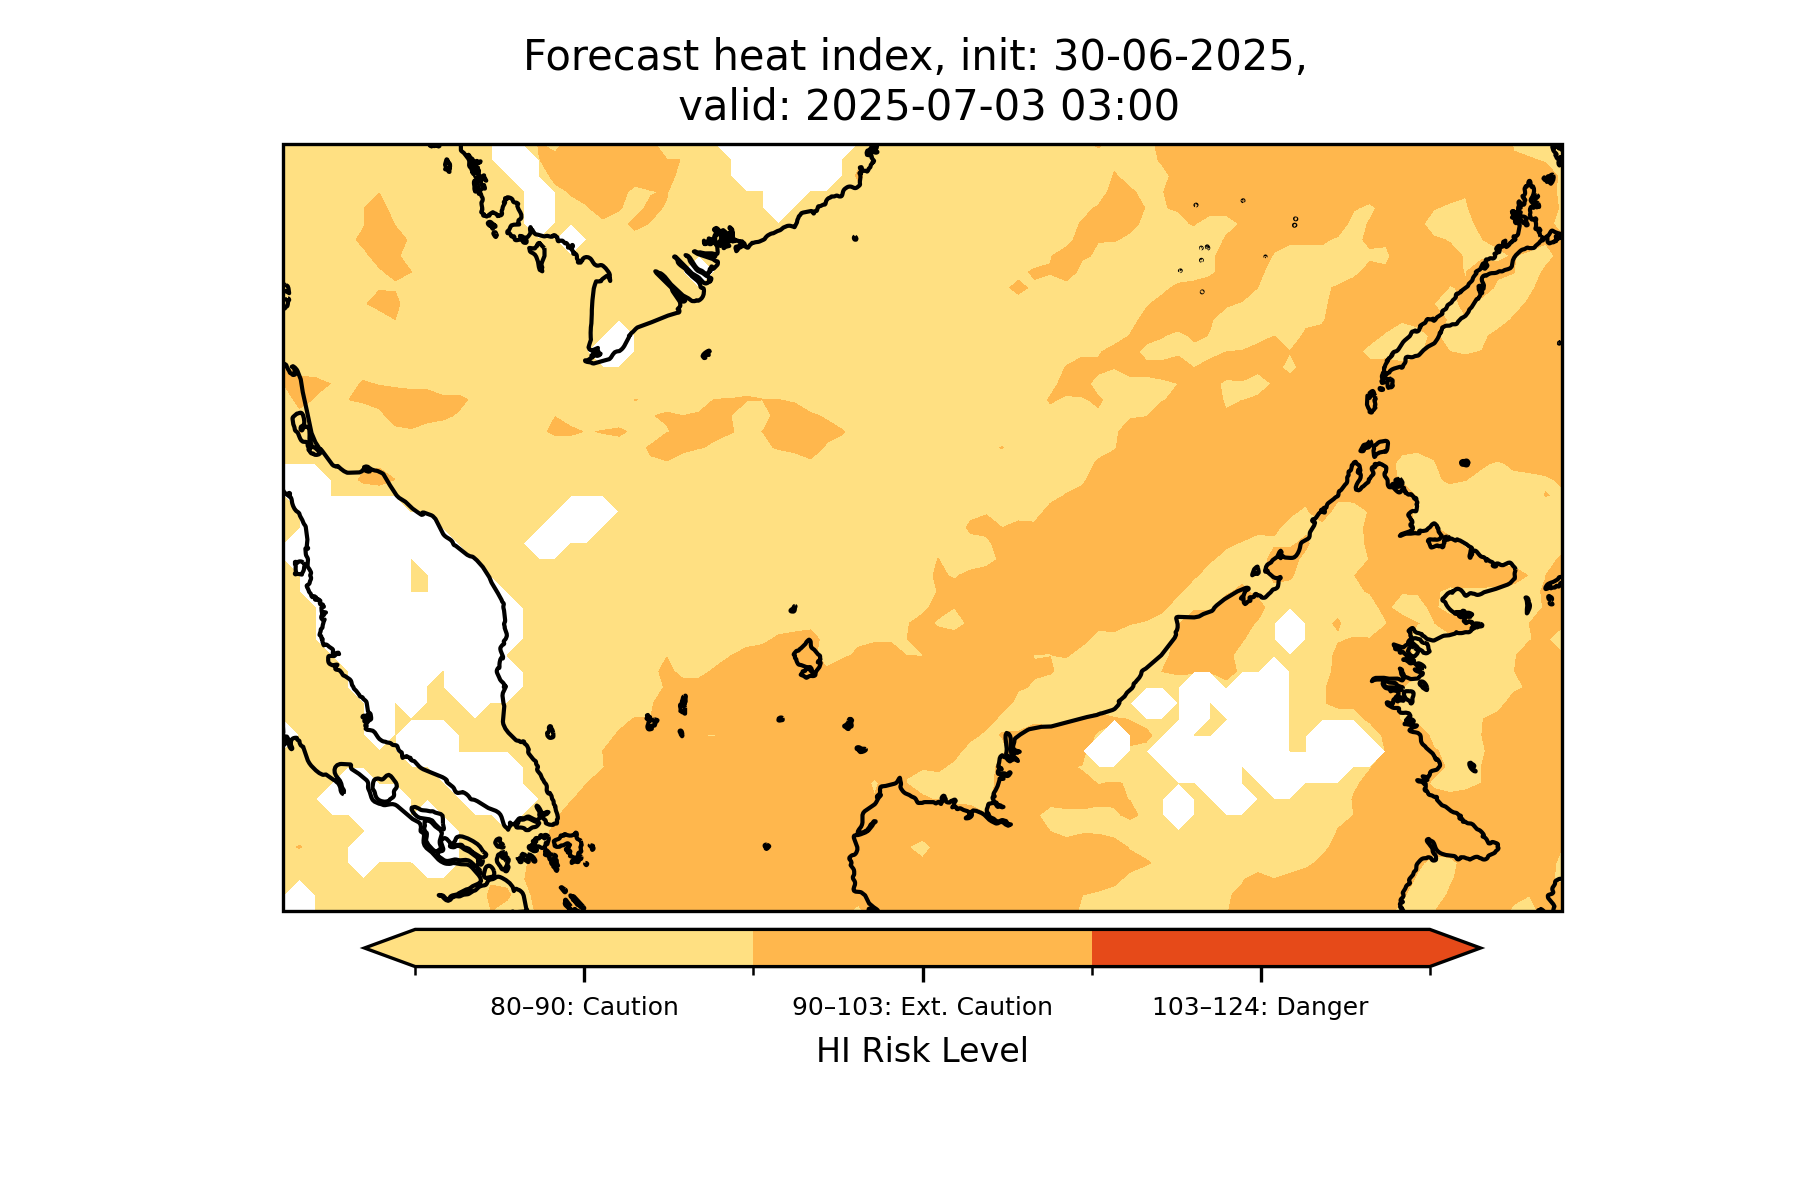 Forecast heat index, init: 30-06-2025,
valid: 2025-07-03 03:00
80–90: Caution
90–103: Ext. Caution
103–124: Danger
HI Risk Level